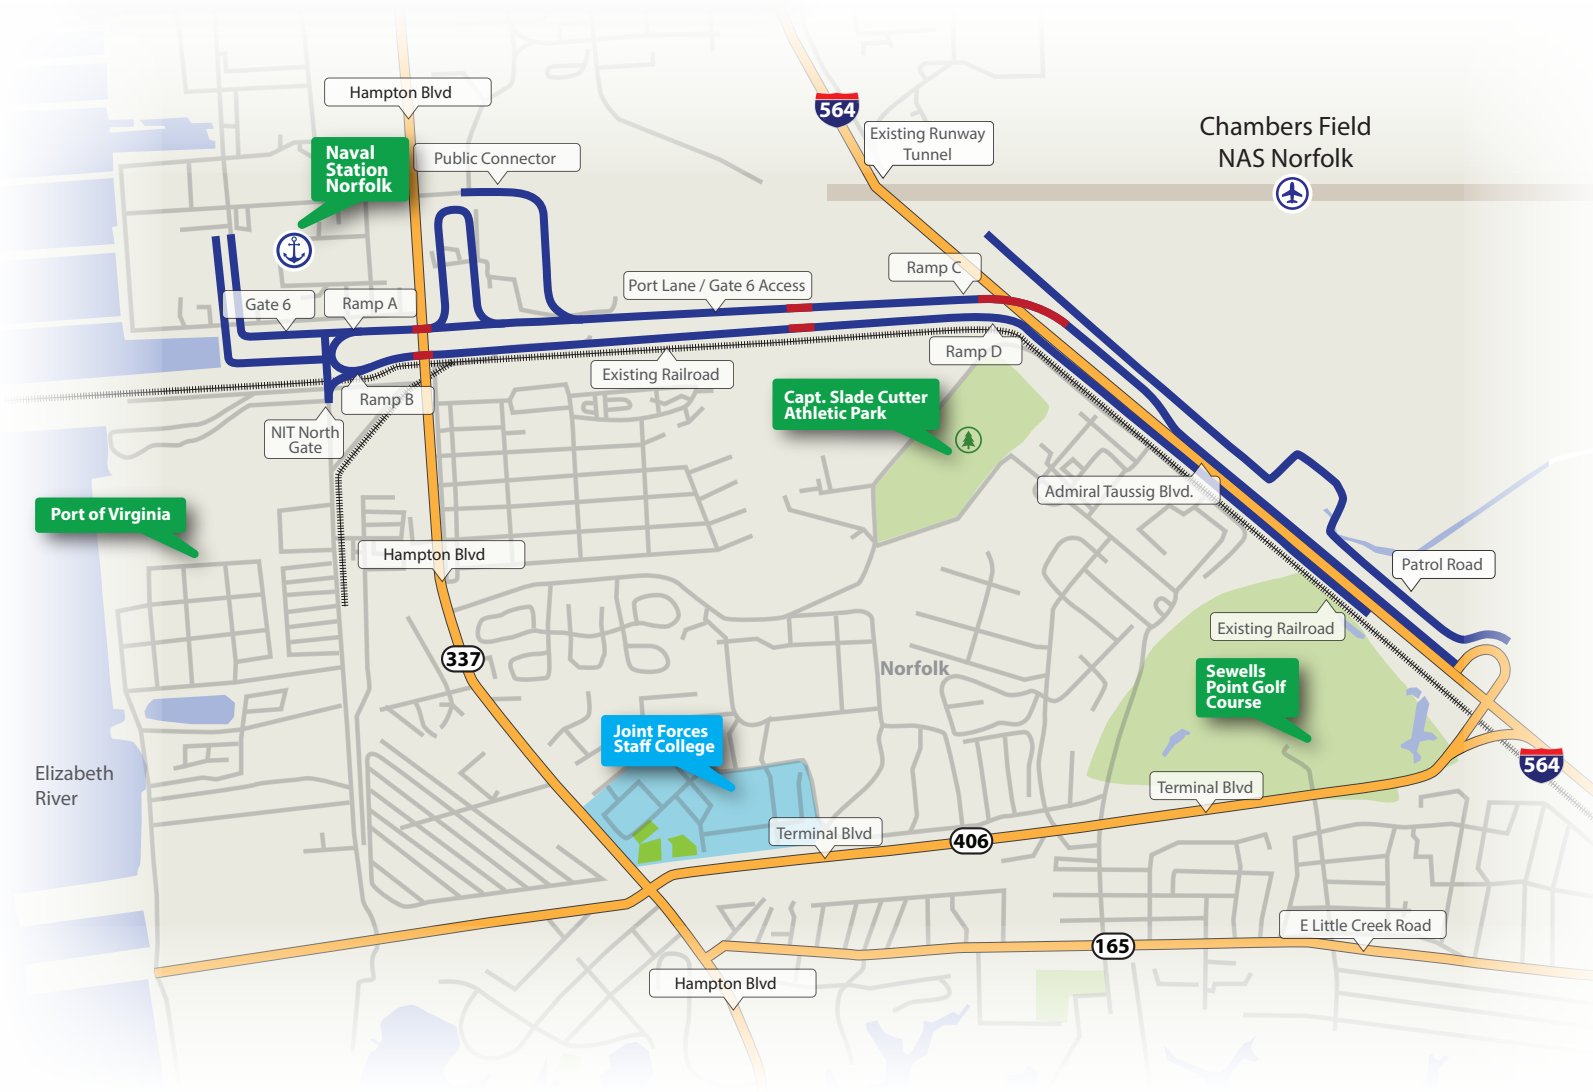 Hampton Blvd
564
Existing Runway
Tunnel
Chambers Field
NAS Norfolk
Naval
Station
Norfolk
Public Connector
Ramp C
Port Lane / Gate 6 Access
Gate 6
Ramp A
Ramp D
Existing Railroad
Ramp B
Capt. Slade Cutter
Athletic Park
NIT North
Gate
Admiral Taussig Blvd.
Port of Virginia
Hampton Blvd
Patrol Road
Existing Railroad
337
Norfolk
Sewells
Point Golf
Course
Joint Forces
Staff College
Elizabeth
River
564
Terminal Blvd
Terminal Blvd
406
E Little Creek Road
165
Hampton Blvd